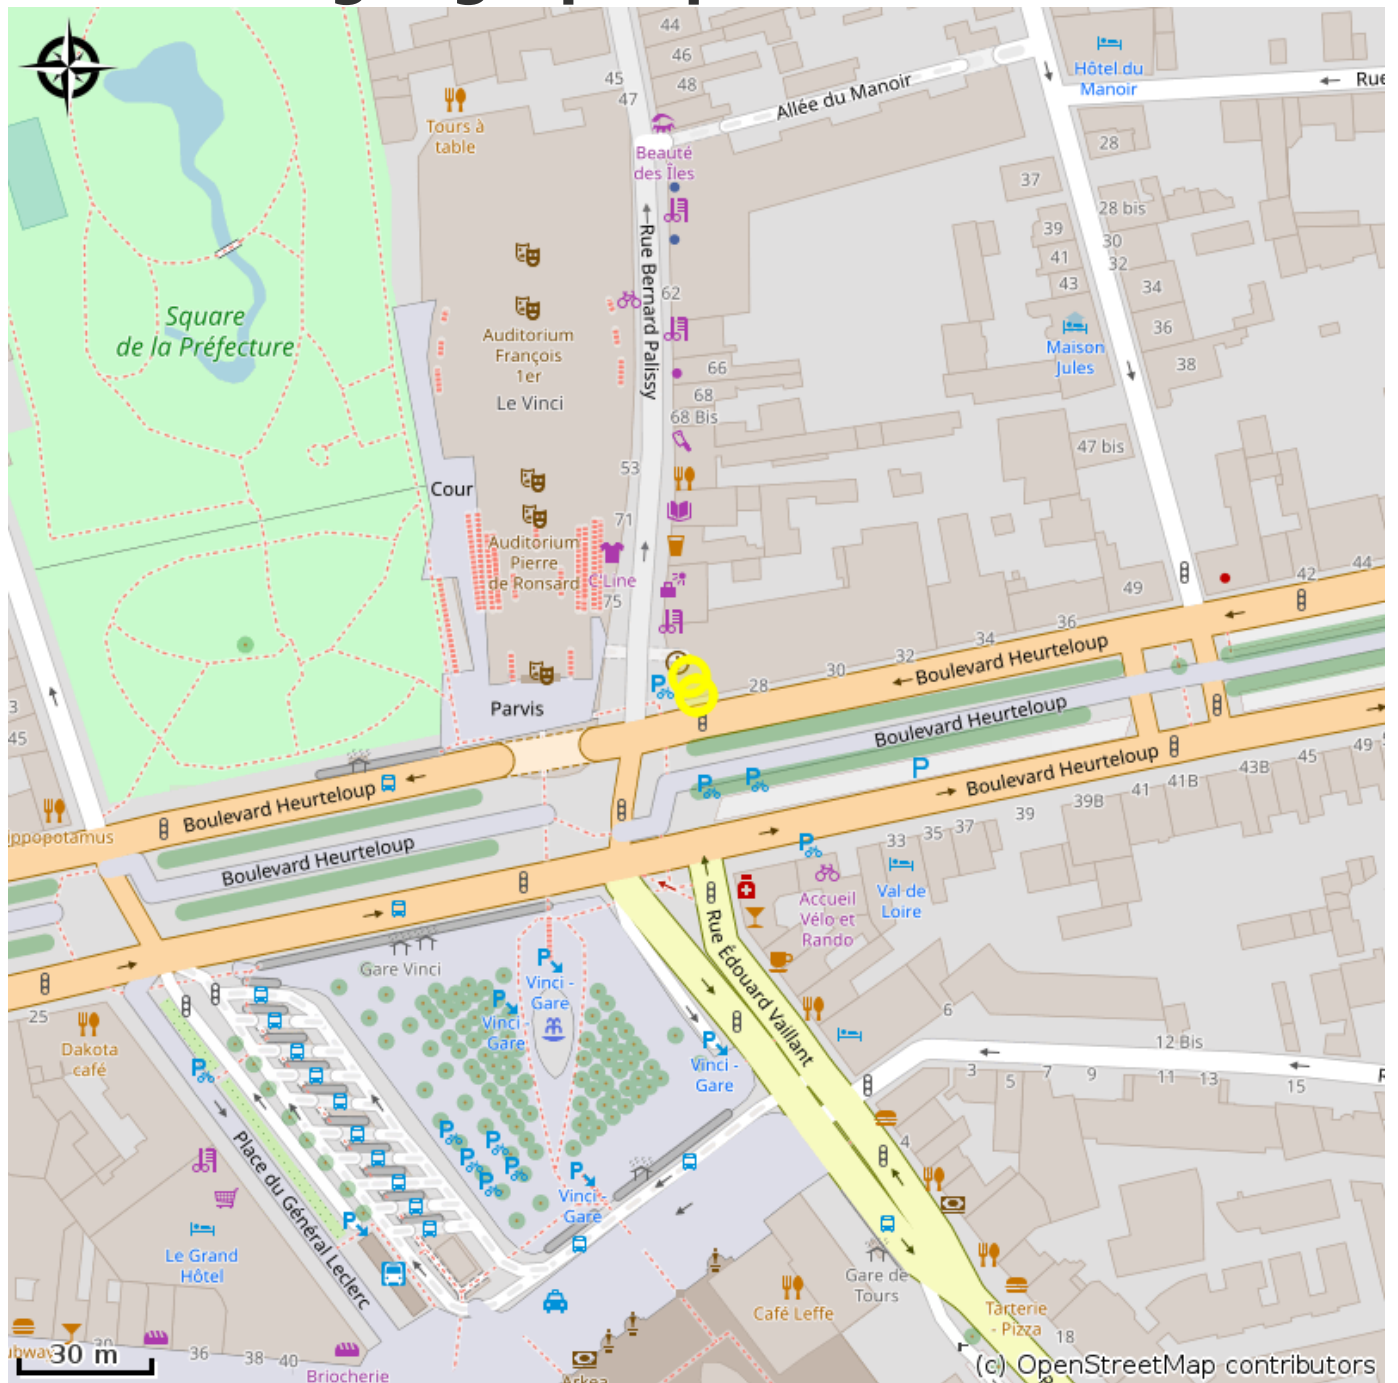 44
46
48
45
47
Hôtel du
Manoir
Rue
Allée du Manoir
Tours à
table
28
Beauté
des Îles
37
28 bis
39
30
41
32
43
34
62
Rue Bernard Palissy
Square
de la Préfecture
Auditorium
François
1er
36
Maison
Jules
38
66
Le Vinci
68
68 Bis
47 bis
53
Cour
71
Auditorium
Pierre
de Ronsard
C'Line
75
49
42
44
36
34
32
30
28
Boulevard Heurteloup
3
45
Parvis
Boulevard Heurteloup
Boulevard Heurteloup
49
45
43B
41B
41
39B
39
37
35
33
Boulevard Heurteloup
ippopotamus
Boulevard Heurteloup
Accueil
Vélo et
Rando
Val de
Loire
Rue Édouard Vaillant
Gare Vinci
Vinci -
Gare
Vinci -
Gare
Vinci -
Gare
25
Dakota
café
6
12 Bis
3
5
7
9
11
13
15
R
4
Place du Général Leclerc
Vinci -
Gare
Le Grand
Hôtel
Gare de
Tours
Café Leffe
Tarterie
- Pizza
18
ubway
30
36
38
40
Briocherie
Arkea
30 m
(c) OpenStreetMap contributors